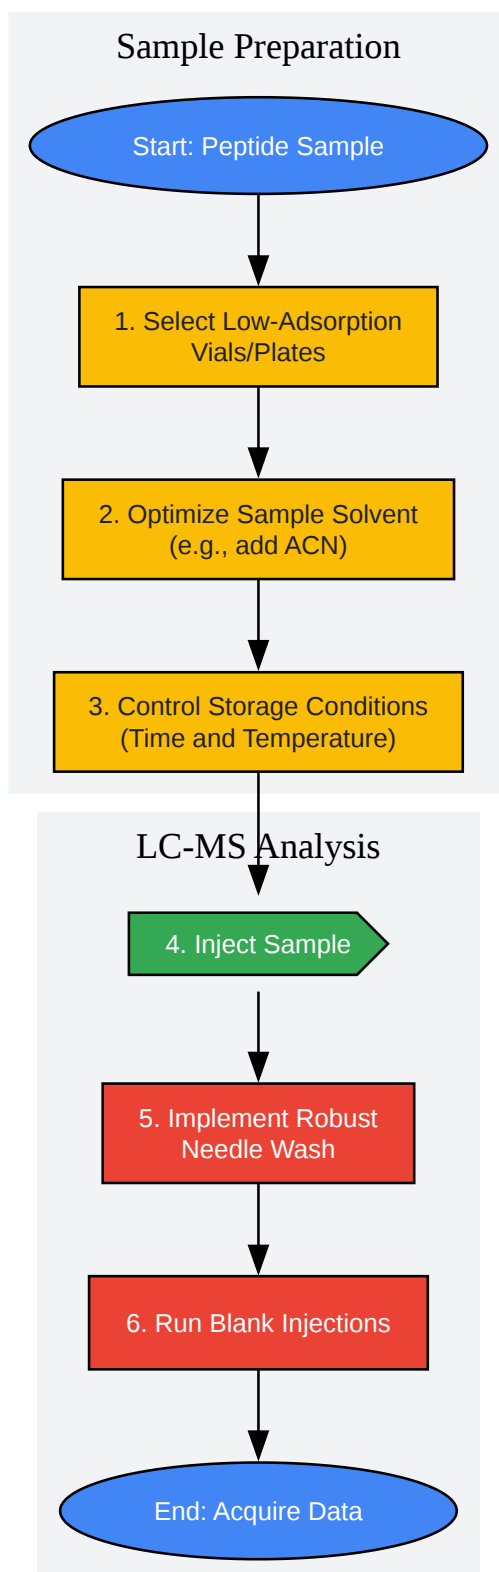 Sample Preparation
Start: Peptide Sample
1. Select Low-Adsorption
Vials/Plates
2. Optimize Sample Solvent
(e.g., add ACN)
3. Control Storage Conditions
(Time and Temperature)
LC-MS Analysis
4. Inject Sample
5. Implement Robust
Needle Wash
6. Run Blank Injections
End: Acquire Data